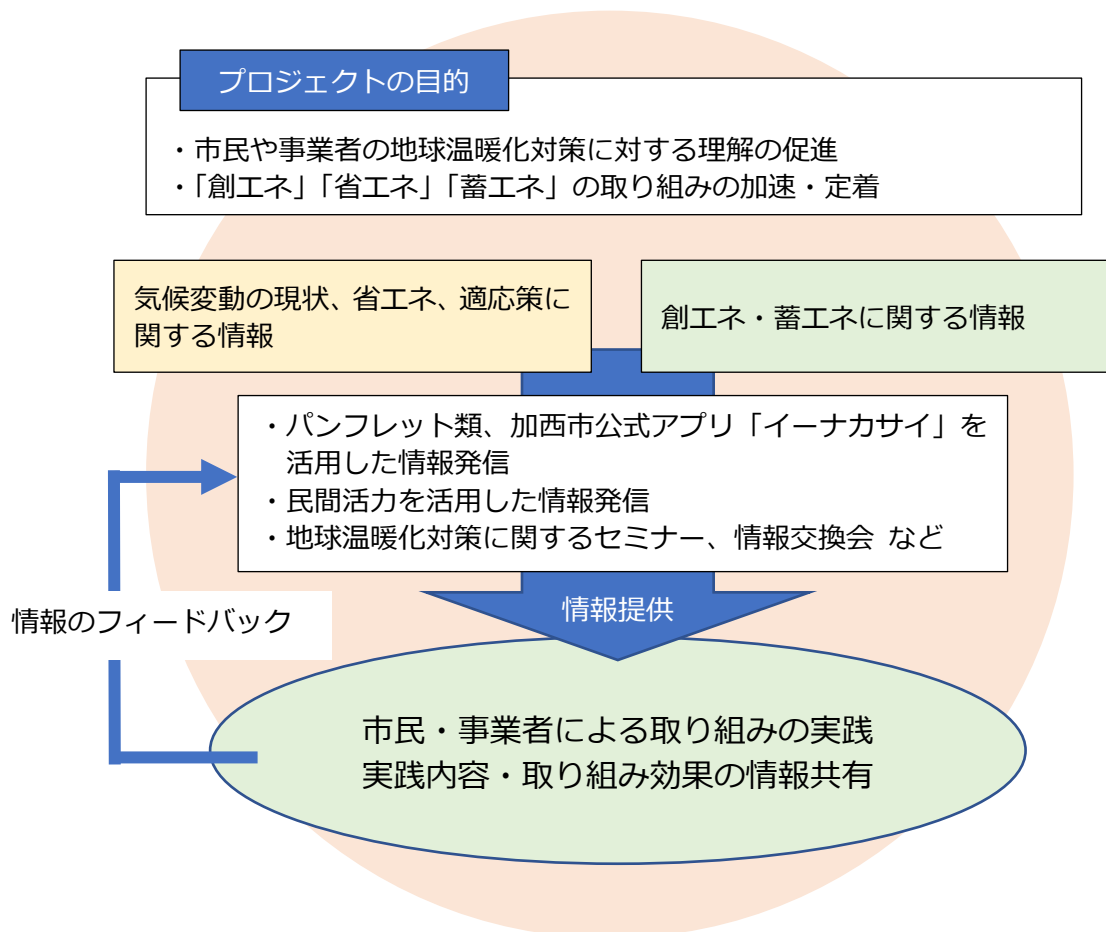 プロジェクトの目的
・市民や事業者の地球温暖化対策に対する理解の促進
・「創エネ」「省エネ」「蓄エネ」の取り組みの加速・定着
気候変動の現状、省エネ、適応策に
関する情報
創エネ・蓄エネに関する情報
・パンフレット類、加西市公式アプリ「イーナカサイ」を
活用した情報発信
・民間活力を活用した情報発信
・地球温暖化対策に関するセミナー、情報交換会 など
情報のフィードバック
情報提供
市民・事業者による取り組みの実践
実践内容・取り組み効果の情報共有